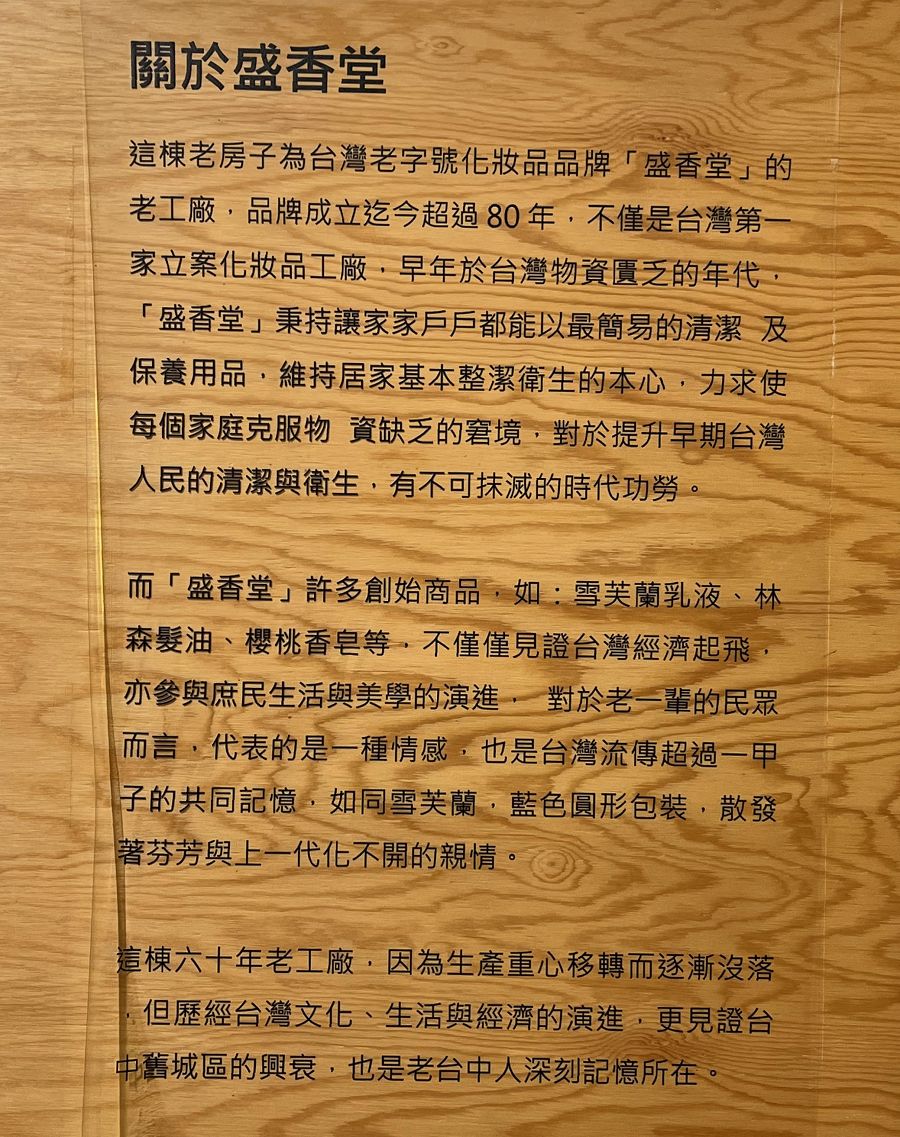 關於盛香堂
這棟老房子為台灣老字號化妝品品牌「盛香堂」的
老工廠，品牌成立迄今超過 80 年，不僅是台灣第一
家立案化妝品工廠，早年於台灣物資匱乏的年代，
「盛香堂」秉持讓家家戶戶都能以最簡易的清潔 及
保養用品，維持居家基本整潔衛生的本心，力求使
每個家庭克服物 資缺乏的窘境，對於提升早期台灣
人民的清潔與衛生，有不可抹滅的時代功勞。
而「盛香堂」許多創始商品，如：雪芙蘭乳液、林
森髮油、櫻桃香皂等，不僅僅見證台灣經濟起飛，
亦參與庶民生活與美學的演進， 對於老一輩的民眾
而言，代表的是一種情感，也是台灣流傳超過一甲
子的共同記憶，如同雪芙蘭，藍色圓形包裝，散發
著芬芳與上一代化不開的親情。
這棟六十年老工廠，因為生產重心移轉而逐漸沒落
，但歷經台灣文化、生活與經濟的演進，更見證台
中舊城區的興衰，也是老台中人深刻記憶所在。